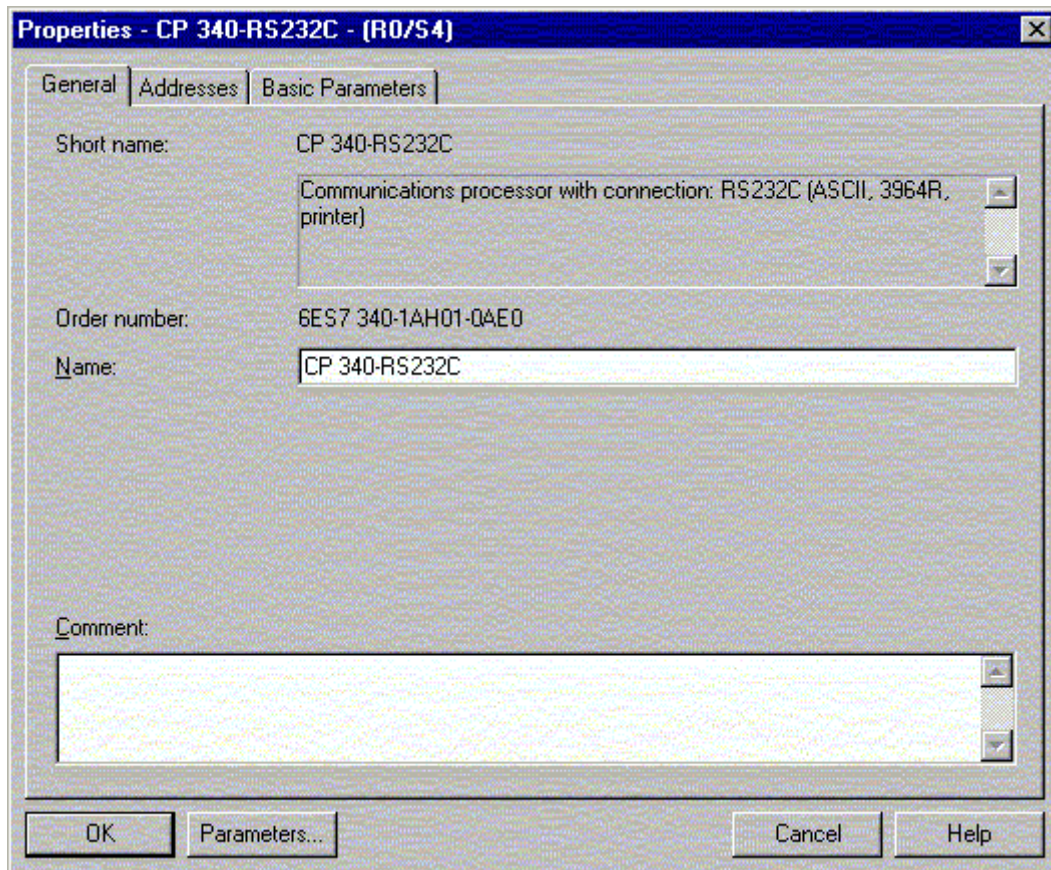 Properties - CP 340-RS232C - (R0/S4)
General Addresses Basic Parameters
Short name: CP 340-RS232C
Communications processor with connection: RS232C (ASCII, 3964R,
printer)
Order number: 6ES7 340-1AH01-0AE0
Name: CP 340-RS232C
Comment:
OK Parameters... Cancel Help